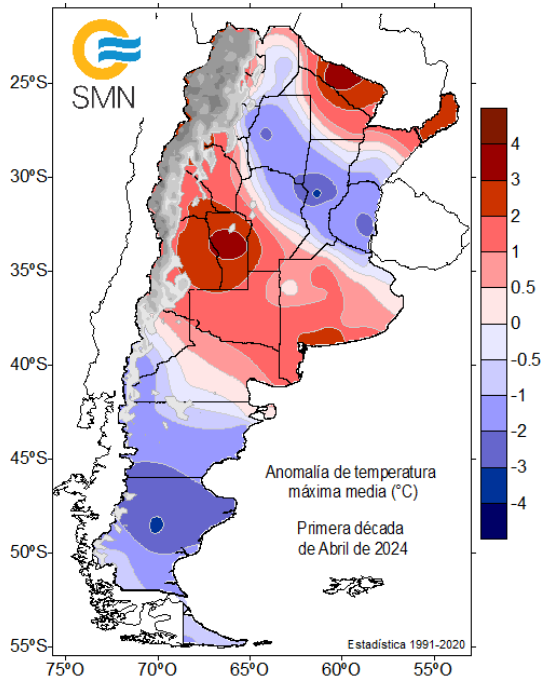 SMN
25ºS
30ºS
35ºS
40ºS
45ºS
50ºS
55ºS
75ºO
70ºO
65ºO
60ºO
55ºO
4
3
2
1
0.5
0
-0.5
-1
-2
-3
-4
Anomalía de temperatura
máxima media (°C)
Primera década
de Abril de 2024
Estadística 1991-2020